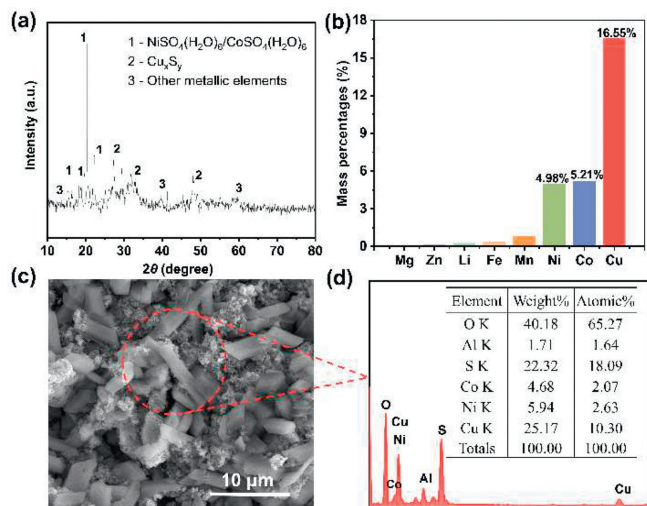 (a)
1
1 - NiSO₄(H₂O)₆/CoSO₄(H₂O)₆
2 - CuₓSᵧ
3 - Other metallic elements
Intensity (a.u.)
1
1 1
2
2
2
3
3
3
10 20 30 40 50 60 70 80
2θ (degree)
(b)
Mass percentages (%)
18
15
12
9
6
3
0
16.55%
4.98% 5.21%
Mg Zn Li Fe Mn Ni Co Cu
(c)
10 μm
(d)
Element Weight% Atomic%
O K 40.18 65.27
Al K 1.71 1.64
S K 22.32 18.09
Co K 4.68 2.07
Ni K 5.94 2.63
Cu K 25.17 10.30
Totals 100.00 100.00
O
Cu
Ni
Co
Al
S
Cu